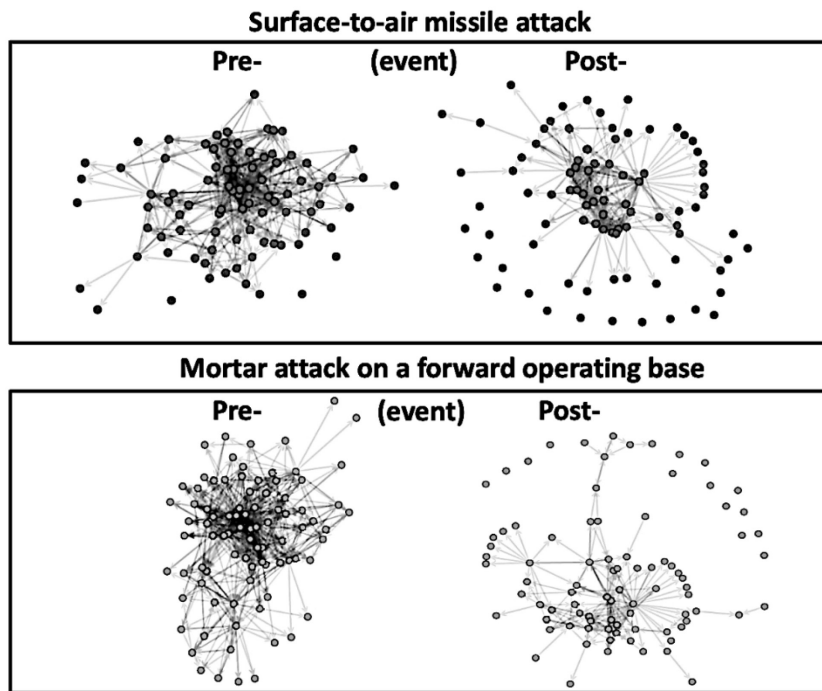 Surface-to-air missile attack
Pre- (event) Post-
Mortar attack on a forward operating base
Pre- (event) Post-